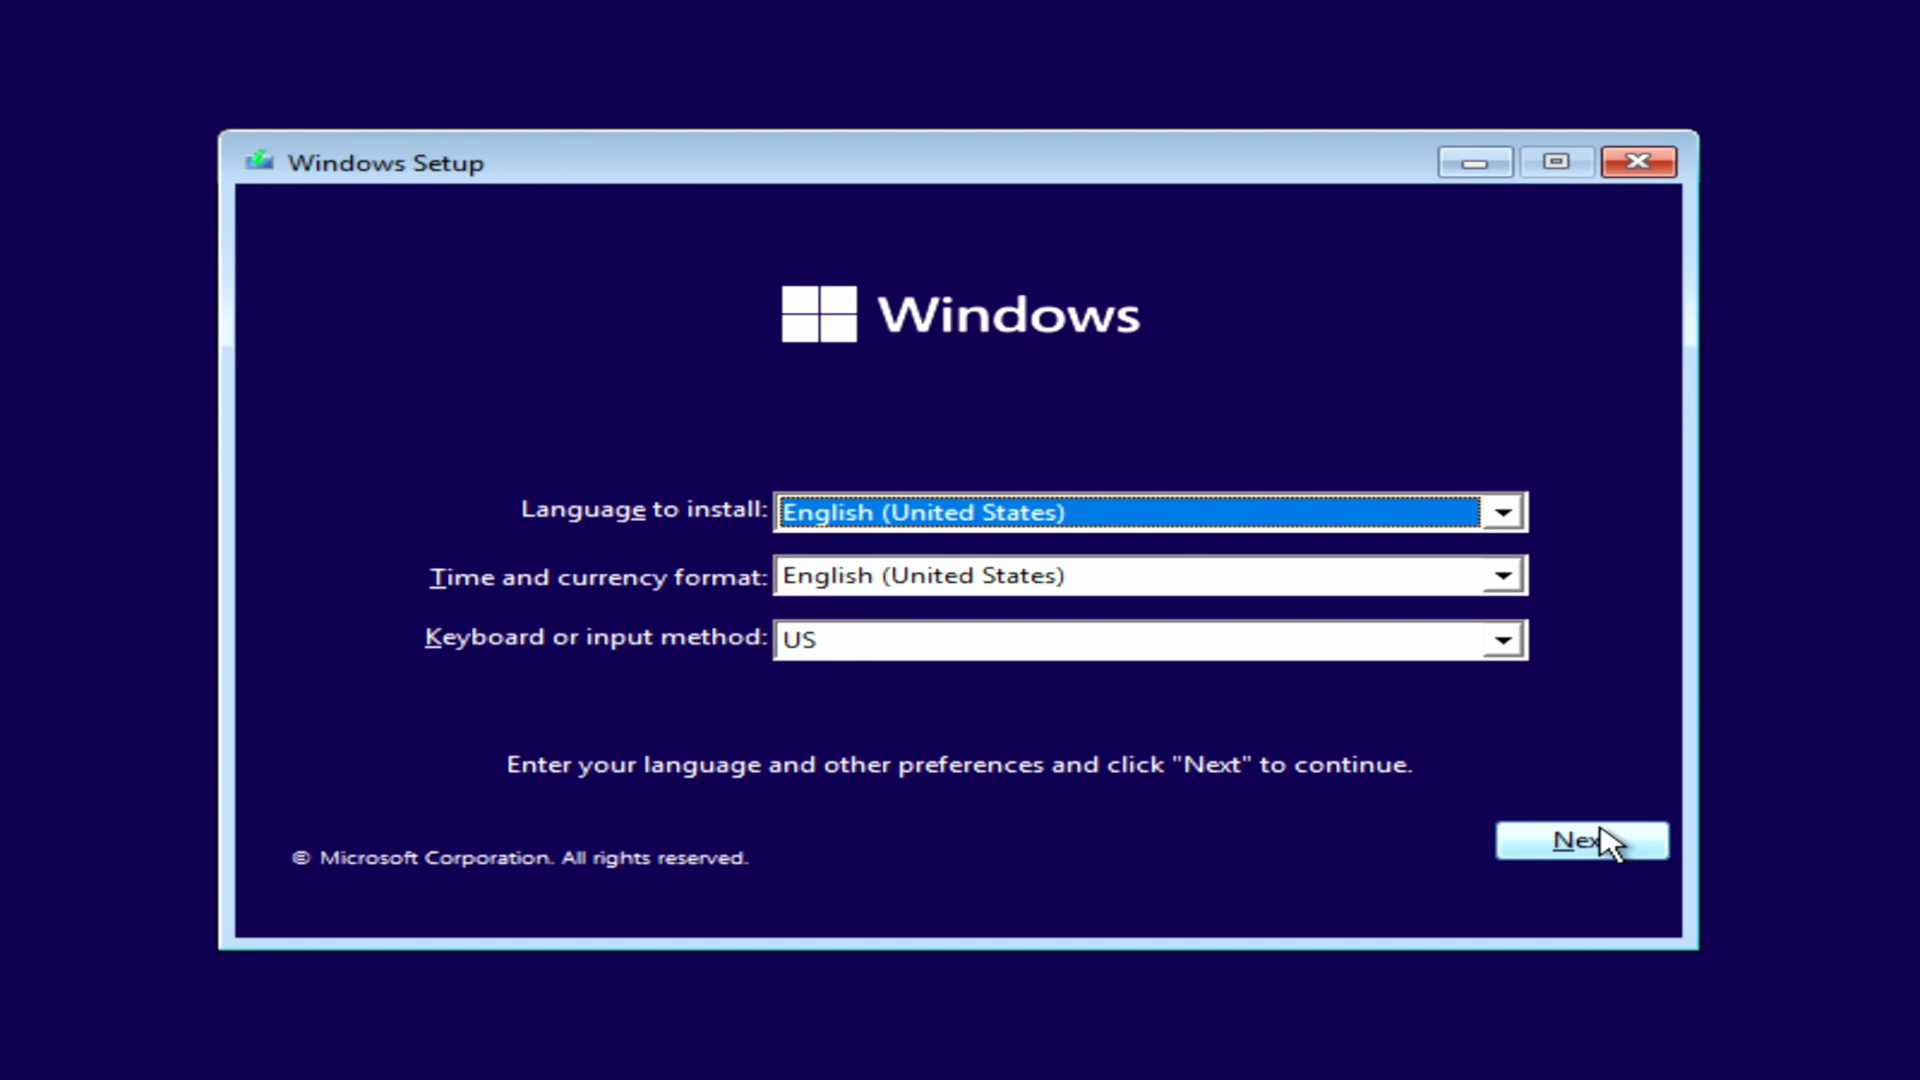 Windows Setup
Windows
Language to install: English (United States)
Time and currency format: English (United States)
Keyboard or input method: US
Enter your language and other preferences and click "Next" to continue.
Nex
© Microsoft Corporation. All rights reserved.